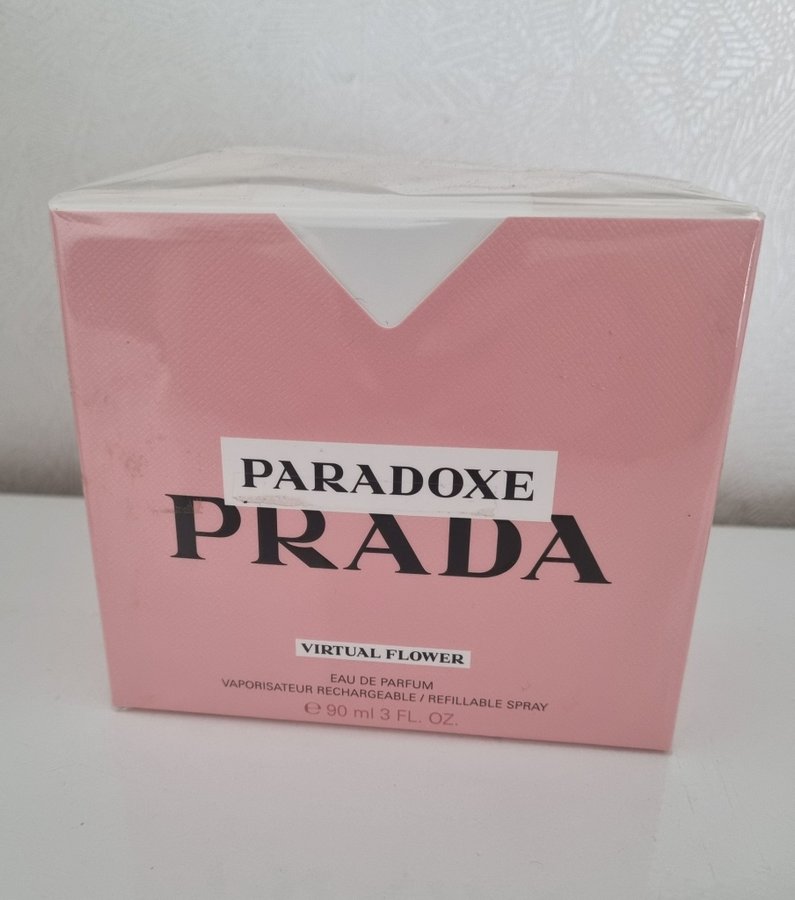 PARADOXE
PRADA
VIRTUAL FLOWER
EAU DE PARFUM
VAPORISATEUR RECHARGEABLE / REFILLABLE SPRAY
℮ 90 ml 3 FL. OZ.